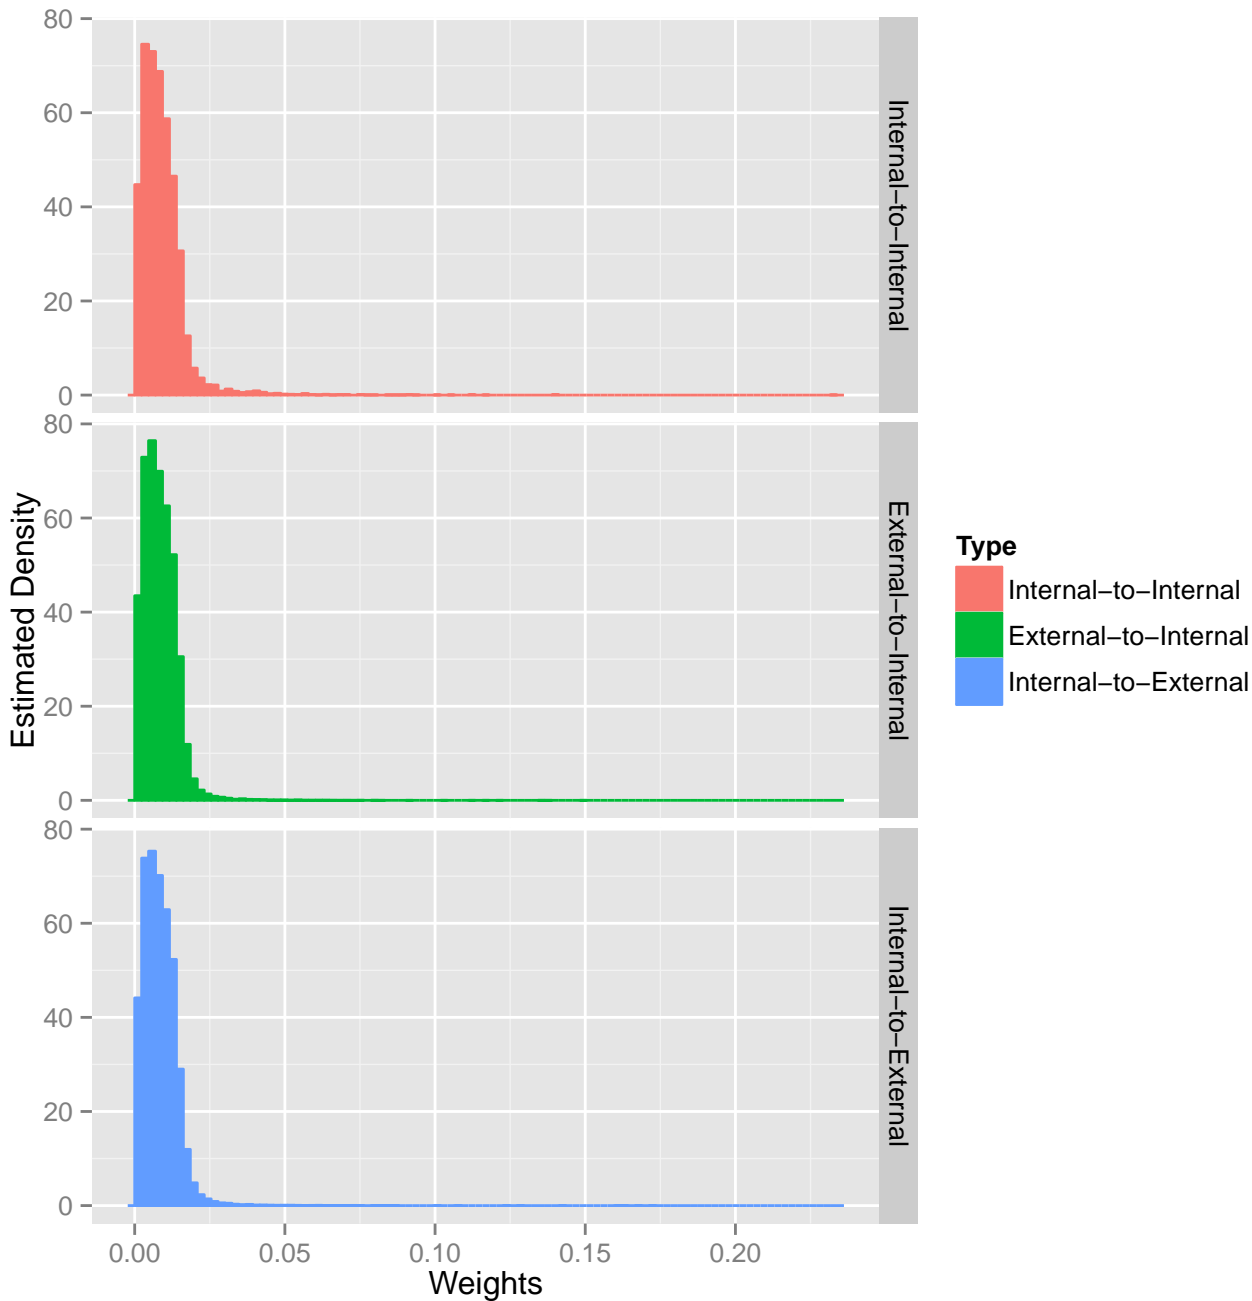 80
60
40
20
0
Internal−to−Internal
80
60
40
20
0
External−to−Internal
80
60
40
20
0
Internal−to−External
Estimated Density
0.00
0.05
0.10
0.15
0.20
Weights
Type
Internal−to−Internal
External−to−Internal
Internal−to−External